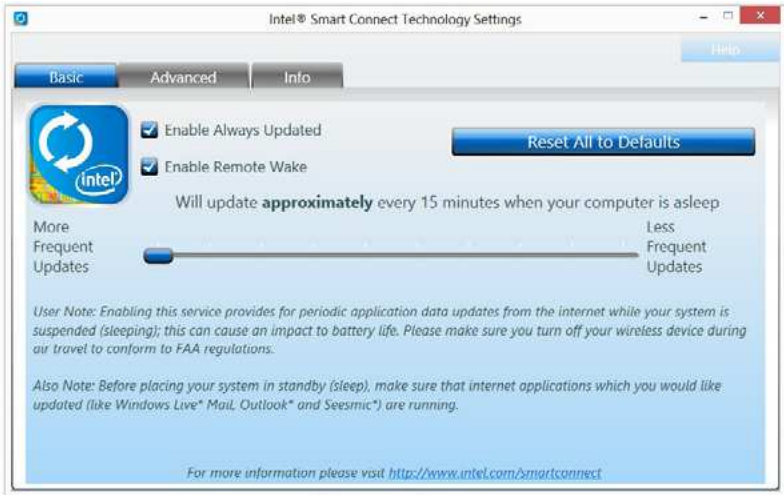 Intel® Smart Connect Technology Settings
Help
Basic Advanced Info
Enable Always Updated
Reset All to Defaults
Enable Remote Wake
(intel)
Will update approximately every 15 minutes when your computer is asleep
More
Frequent
Updates
Less
Frequent
Updates
User Note: Enabling this service provides for periodic application data updates from the internet while your system is
suspended (sleeping); this can cause an impact to battery life. Please make sure you turn off your wireless device during
air travel to conform to FAA regulations.
Also Note: Before placing your system in standby (sleep), make sure that internet applications which you would like
updated (like Windows Live* Mail, Outlook* and Seesmic*) are running.
For more information please visit http://www.intel.com/smartconnect